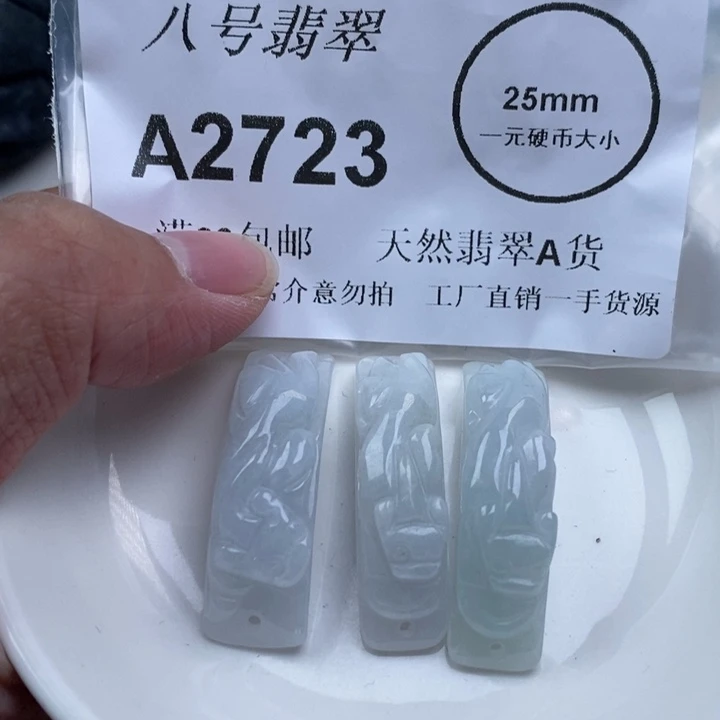 八号翡翠
25mm
一元硬币大小
A2723
包邮 天然翡翠A货
介意勿拍 工厂直销一手货源